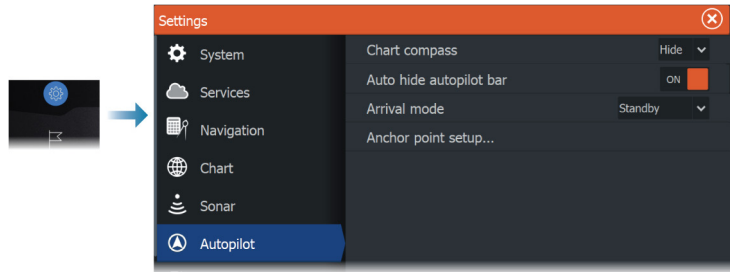 Settings
System
Services
Navigation
Chart
Sonar
Autopilot
Chart compass Hide
Auto hide autopilot bar ON
Arrival mode Standby
Anchor point setup...